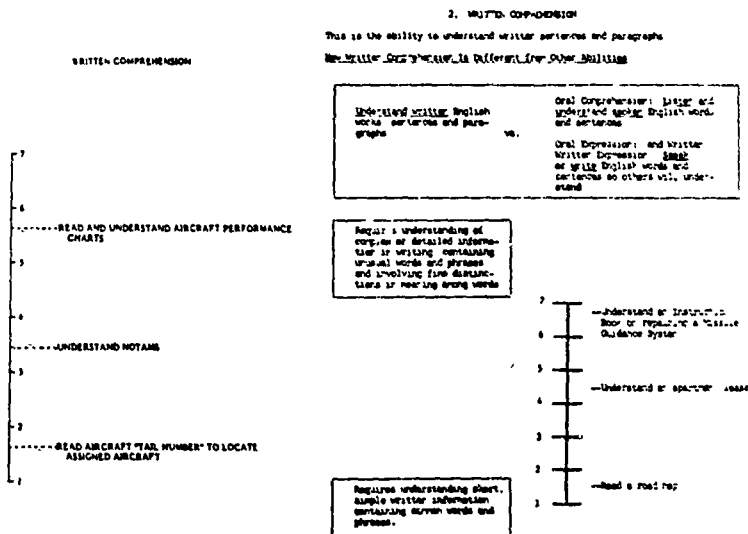 WRITTEN COMPREHENSION
7
6
READ AND UNDERSTAND AIRCRAFT PERFORMANCE
CHARTS
5
4
UNDERSTAND NOTAMS
3
2
READ AIRCRAFT "TAIL NUMBER" TO LOCATE
ASSIGNED AIRCRAFT
1
2. WRITTEN COMPREHENSION
This is the ability to understand written sentences and paragraphs
How Written Comprehension Is Different from Other Abilities
Understand written English
words sentences and para-
graphs
vs.
Oral Comprehension: Listen and
understand spoken English words
and sentences
Oral Expression: and Written
Written Expression Speak
or write English words and
sentences so others will under-
stand
Requires understanding of
complex or detailed informa-
tion in writing containing
unusual words and phrases
and involving fine distinc-
tions in meaning among words
7
Understand an Instruction
Book on repairing a Missile
Guidance System
6
5
Understand an apartment lease
4
3
2
Read a road map
1
Requires understanding short,
simple written information
containing common words and
phrases.